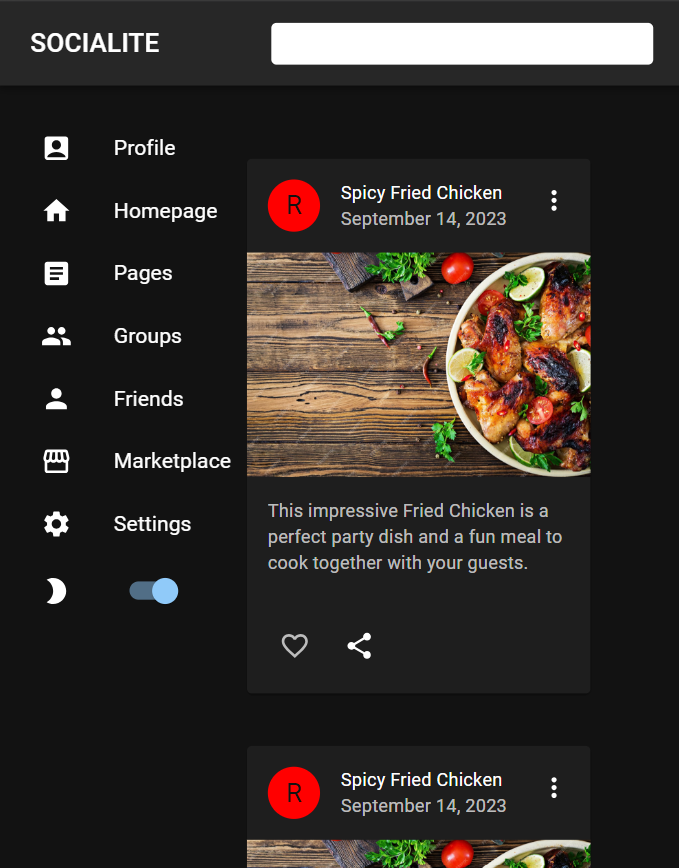 SOCIALITE
Profile
Homepage
Pages
Groups
Friends
Marketplace
Settings
R
Spicy Fried Chicken
September 14, 2023
This impressive Fried Chicken is a
perfect party dish and a fun meal to
cook together with your guests.
R
Spicy Fried Chicken
September 14, 2023